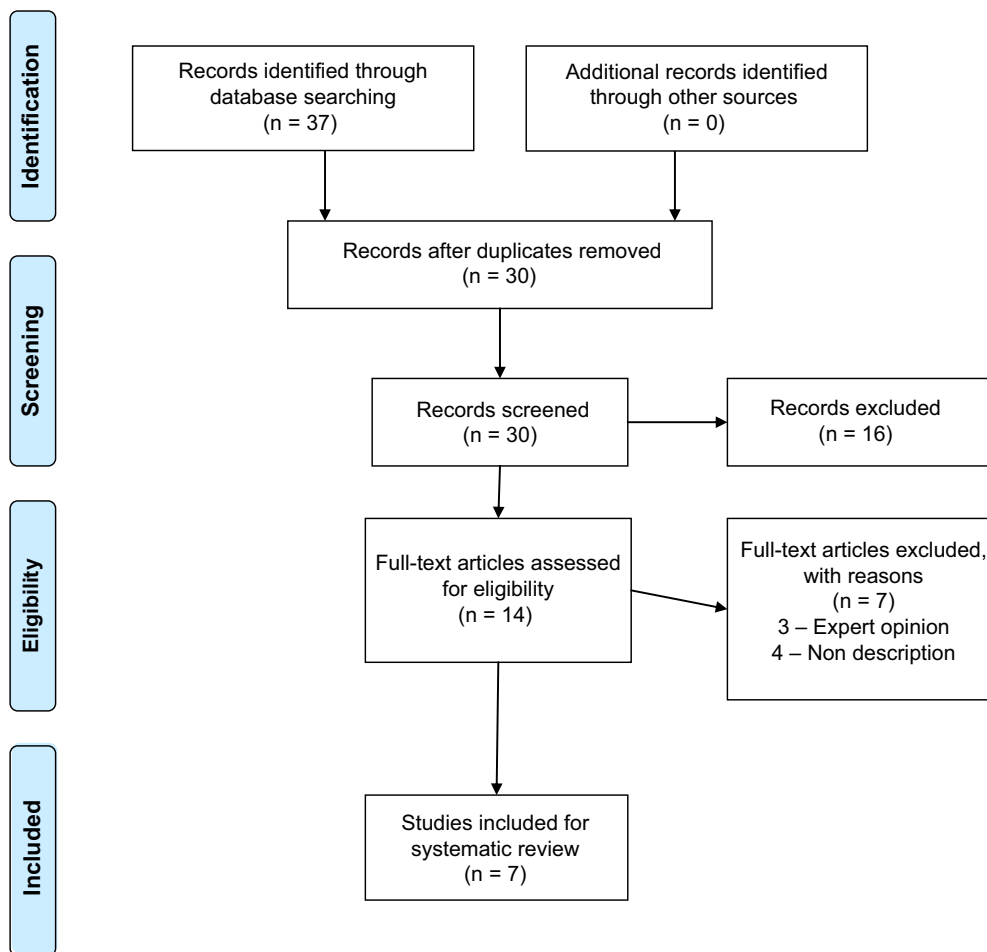 Identification
Records identified through
database searching
(n = 37)
Additional records identified
through other sources
(n = 0)
Screening
Records after duplicates removed
(n = 30)
Records screened
(n = 30)
Records excluded
(n = 16)
Eligibility
Full-text articles assessed
for eligibility
(n = 14)
Full-text articles excluded,
with reasons
(n = 7)
3 – Expert opinion
4 – Non description
Included
Studies included for
systematic review
(n = 7)